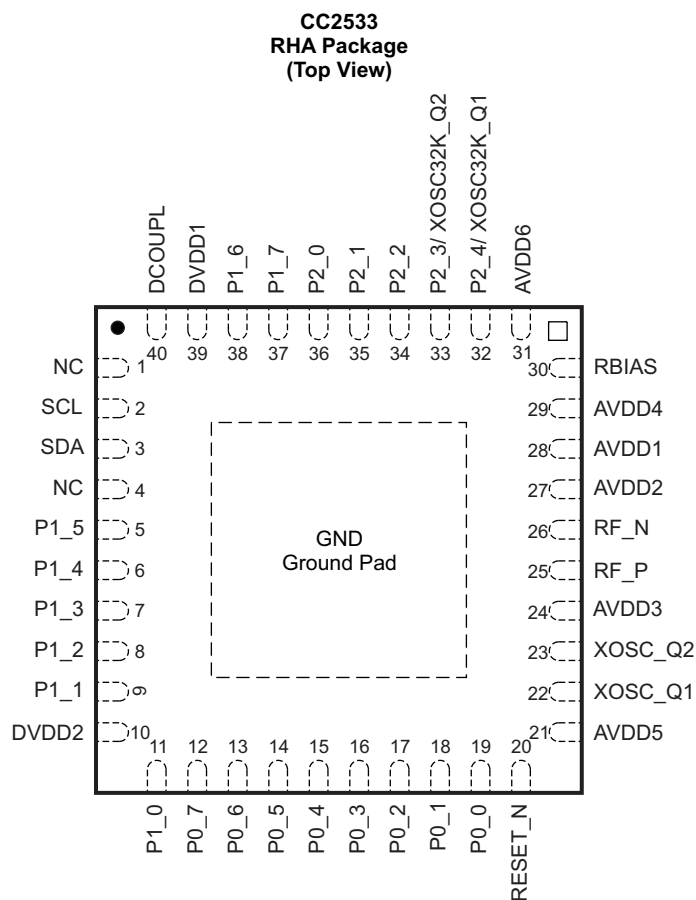 CC2533
RHA Package
(Top View)
DCOUPL
DVDD1
P1_6
P1_7
P2_0
P2_1
P2_2
P2_3/ XOSC32K_Q2
P2_4/ XOSC32K_Q1
AVDD6
40
39
38
37
36
35
34
33
32
31
NC 1
SCL 2
SDA 3
NC 4
P1_5 5
P1_4 6
P1_3 7
P1_2 8
P1_1 9
DVDD2 10
GND
Ground Pad
30 RBIAS
29 AVDD4
28 AVDD1
27 AVDD2
26 RF_N
25 RF_P
24 AVDD3
23 XOSC_Q2
22 XOSC_Q1
21 AVDD5
11
12
13
14
15
16
17
18
19
20
P1_0
P0_7
P0_6
P0_5
P0_4
P0_3
P0_2
P0_1
P0_0
RESET_N